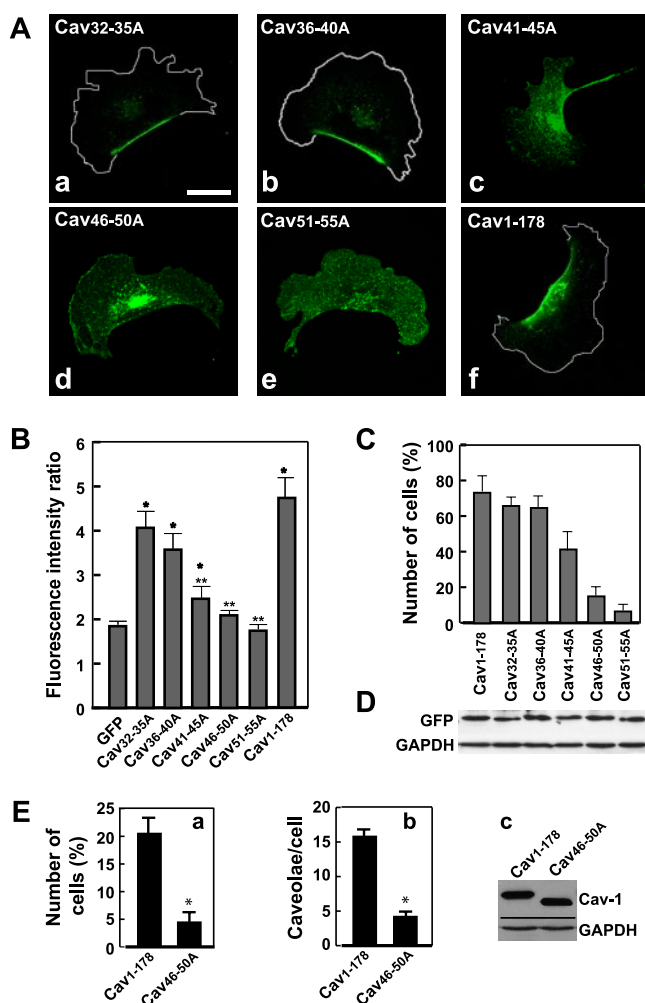 A
Cav32-35A
Cav36-40A
Cav41-45A
a
b
c
Cav46-50A
Cav51-55A
Cav1-178
d
e
f
B
Fluorescence intensity ratio
6
5
4
3
2
1
0
*
*
*
**
**
**
*
GFP
Cav32-35A
Cav36-40A
Cav41-45A
Cav46-50A
Cav51-55A
Cav1-178
C
Number of cells (%)
100
80
60
40
20
0
Cav1-178
Cav32-35A
Cav36-40A
Cav41-45A
Cav46-50A
Cav51-55A
D
GFP
GAPDH
E
Number of
cells (%)
25
20
15
10
5
0
a
*
Cav1-178
Cav46-50A
Caveolae/cell
20
15
10
5
0
b
*
Cav1-178
Cav46-50A
c
Cav1-178
Cav46-50A
Cav-1
GAPDH